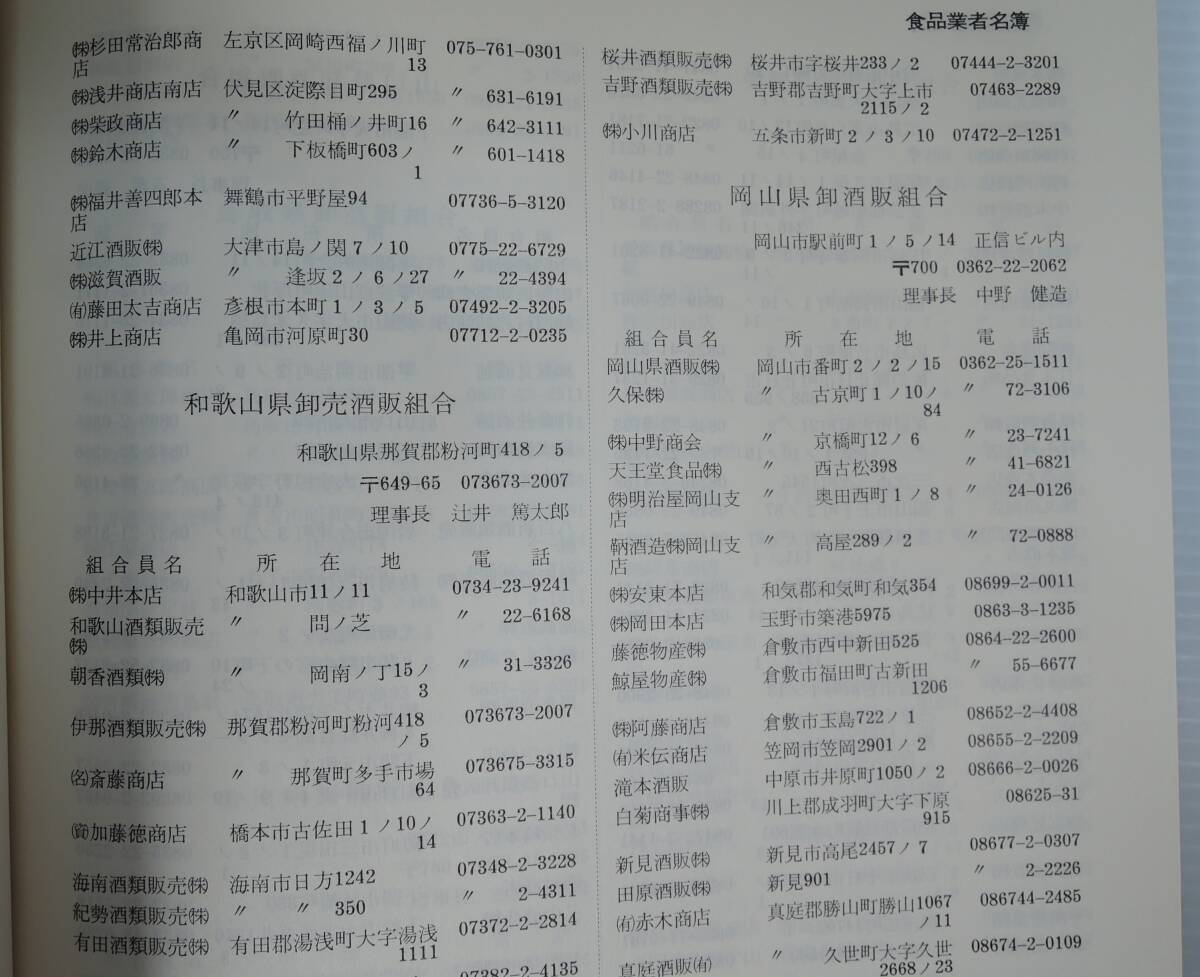 食品業者名簿
㈱杉田常治郎商店 左京区岡崎西福ノ川町13 075-761-0301
㈱浅井商店南店 伏見区淀際目町295 〃 631-6191
㈱柴政商店 〃 竹田桶ノ井町16 〃 642-3111
㈱鈴木商店 〃 下板橋町603ノ1 〃 601-1418
㈱福井善四郎本店 舞鶴市平野屋94 07736-5-3120
近江酒販㈱ 大津市島ノ関7ノ10 0775-22-6729
㈱滋賀酒販 〃 逢坂2ノ6ノ27 〃 22-4394
㈲藤田太吉商店 彦根市本町1ノ3ノ5 07492-2-3205
㈱井上商店 亀岡市河原町30 07712-2-0235
和歌山県卸売酒販組合
和歌山県那賀郡粉河町418ノ5
〒649-65 073673-2007
理事長 辻井 篤太郎
組合員名 所在地 電話
㈱中井本店 和歌山市11ノ11 0734-23-9241
和歌山酒類販売㈱ 〃 問ノ芝 〃 22-6168
朝香酒類㈱ 〃 岡南ノ丁15ノ3 〃 31-3326
伊那酒類販売㈱ 那賀郡粉河町粉河418ノ5 073673-2007
㈴斎藤商店 〃 那賀町多手市場64 073675-3315
㈾加藤徳商店 橋本市古佐田1ノ10ノ14 07363-2-1140
海南酒類販売㈱ 海南市日方1242 07348-2-3228
紀勢酒類販売㈱ 〃 〃 350 〃 2-4311
有田酒類販売㈱ 有田郡湯浅町大字湯浅1111 07372-2-2814
07382-2-4135
桜井酒類販売㈱ 桜井市字桜井233ノ2 07444-2-3201
吉野酒類販売㈱ 吉野郡吉野町大字上市2115ノ2 07463-2289
㈱小川商店 五条市新町2ノ3ノ10 07472-2-1251
岡山県卸酒販組合
岡山市駅前町1ノ5ノ14 正信ビル内
〒700 0362-22-2062
理事長 中野 健造
組合員名 所在地 電話
岡山県酒販㈱ 岡山市番町2ノ2ノ15 0362-25-1511
久保㈱ 〃 古京町1ノ10ノ84 〃 72-3106
㈱中野商会 〃 京橋町12ノ6 〃 23-7241
天王堂食品㈱ 〃 西古松398 〃 41-6821
㈱明治屋岡山支店 〃 奥田西町1ノ8 〃 24-0126
鞆酒造㈱岡山支店 〃 高屋289ノ2 〃 72-0888
㈱安東本店 和気郡和気町和気354 08699-2-0011
㈱岡田本店 玉野市築港5975 0863-3-1235
藤徳物産㈱ 倉敷市西中新田525 0864-22-2600
鯨屋物産㈱ 倉敷市福田町古新田1206 〃 55-6677
㈱阿藤商店 倉敷市玉島722ノ1 08652-2-4408
㈲米伝商店 笠岡市笠岡2901ノ2 08655-2-2209
滝本酒販 中原市井原町1050ノ2 08666-2-0026
白菊商事㈱ 川上郡成羽町大字下原915 08625-31
新見酒販㈱ 新見市高尾2457ノ7 08677-2-0307
田原酒販㈱ 新見901 〃 2-2226
㈲赤木商店 真庭郡勝山町勝山1067ノ11 086744-2485
真庭酒販㈲ 〃 久世町大字久世2668ノ23 08674-2-0109